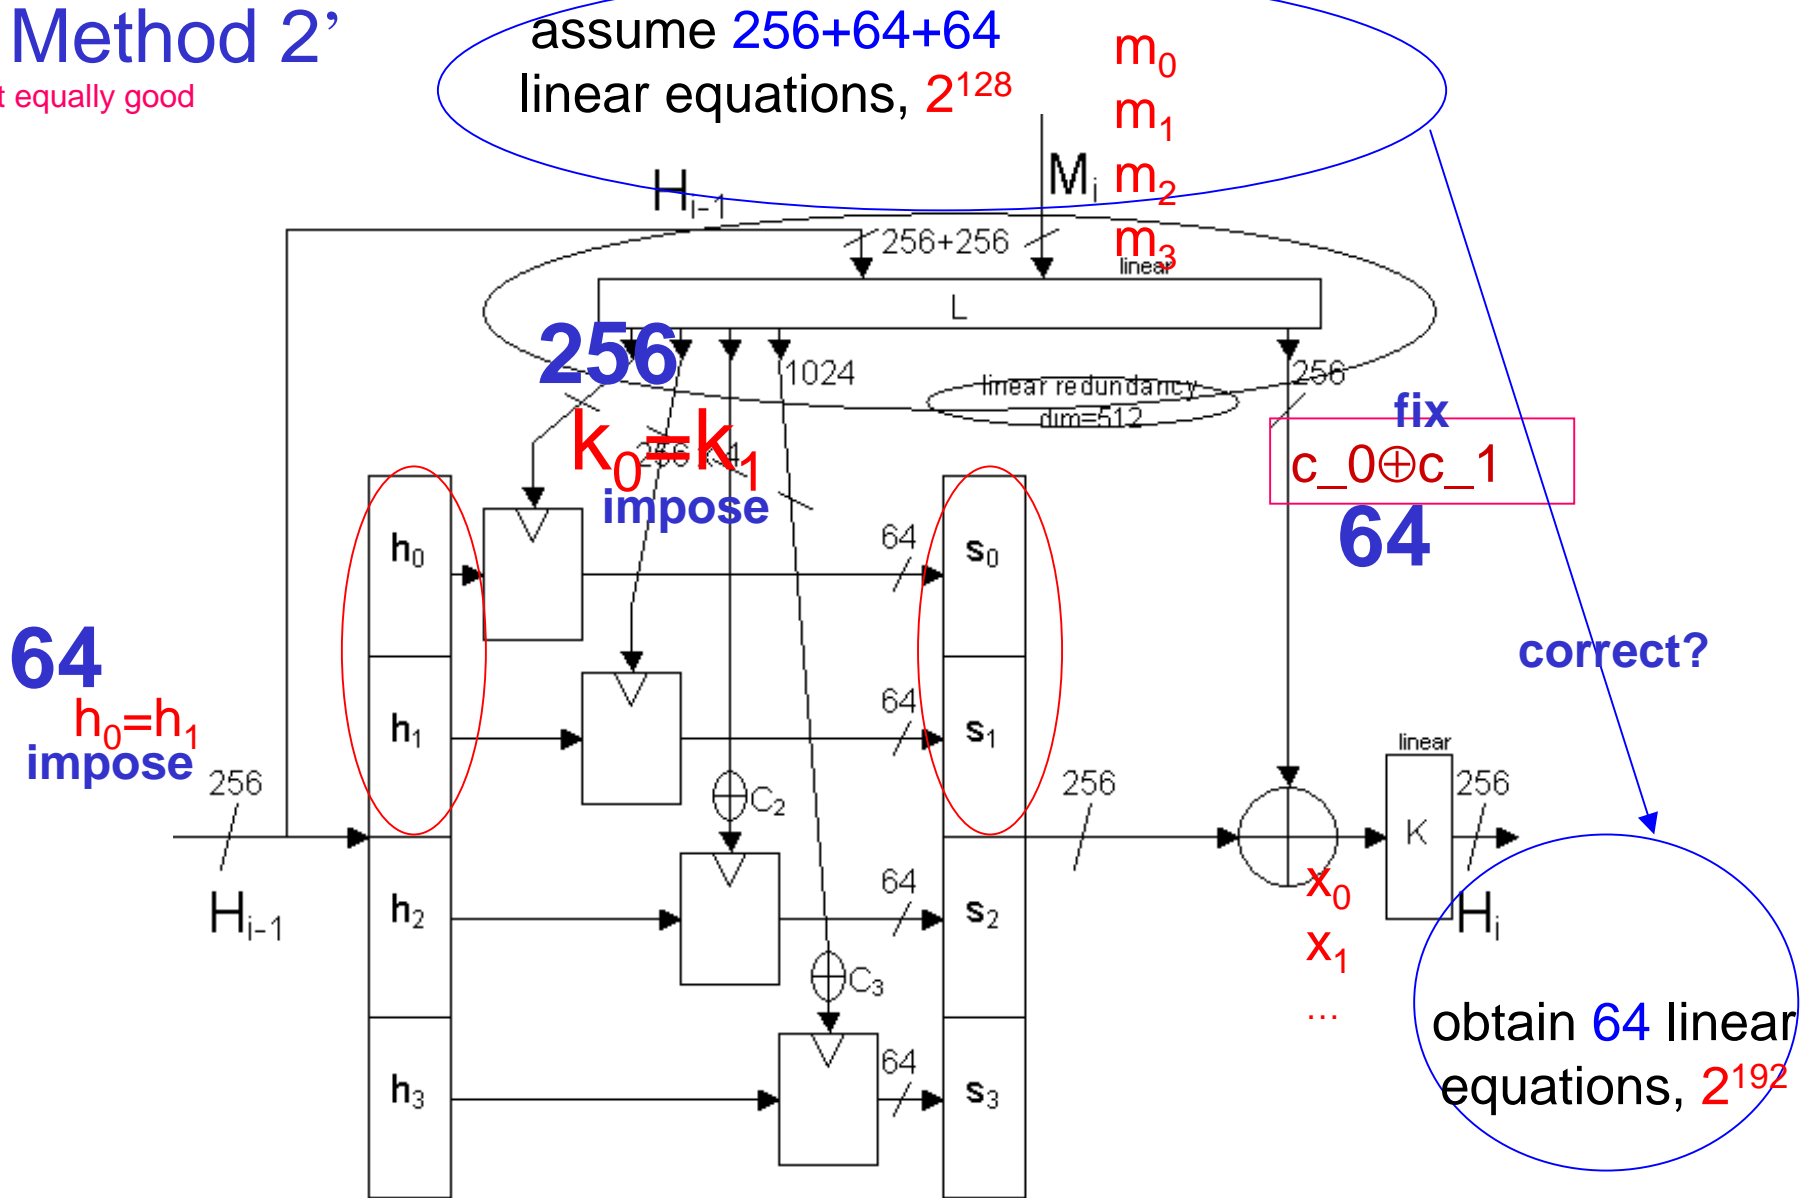 Method 2’
t equally good
assume 256+64+64
linear equations, 2¹²⁸
m₀
m₁
m₂
m₃
Mᵢ
Hᵢ₋₁
256+256
linear
L
256
1024
256
linear redundancy
dim=512
fix
k₀=k₁
impose
c_0⊕c_1
64
h₀
64
s₀
64
h₀=h₁
impose
correct?
h₁
64
s₁
linear
256
C₂
256
256
K
Hᵢ₋₁
h₂
64
s₂
x₀
x₁
...
Hᵢ
C₃
obtain 64 linear
equations, 2¹⁹²
h₃
64
s₃